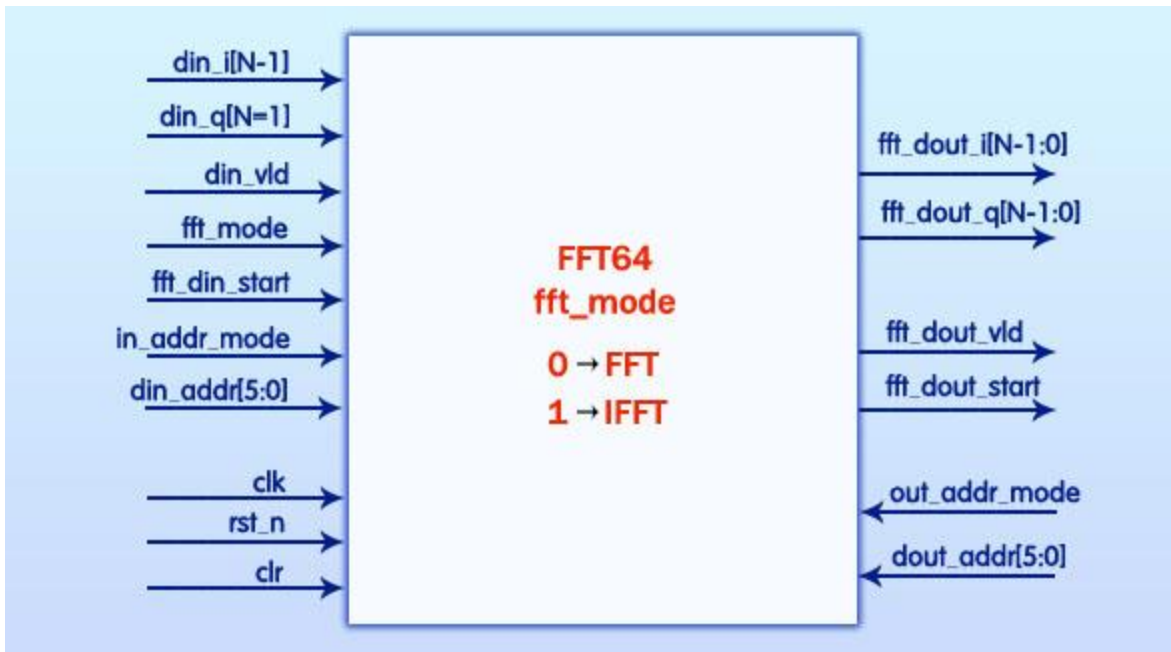 din_i[N-1]
din_q[N=1]
din_vld
fft_mode
fft_din_start
in_addr_mode
din_addr[5:0]
clk
rst_n
clr
FFT64
fft_mode
0→FFT
1→IFFT
fft_dout_i[N-1:0]
fft_dout_q[N-1:0]
fft_dout_vld
fft_dout_start
out_addr_mode
dout_addr[5:0]